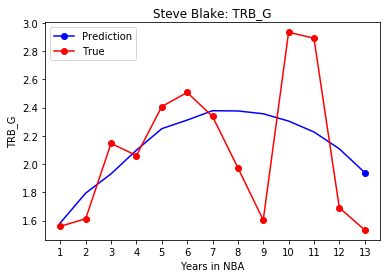 Steve Blake: TRB_G
Prediction
True
TRB_G
3.0
2.8
2.6
2.4
2.2
2.0
1.8
1.6
1 2 3 4 5 6 7 8 9 10 11 12 13
Years in NBA